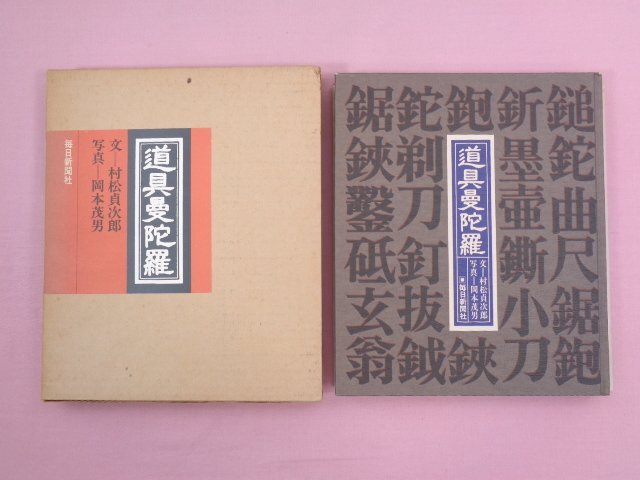 道具曼陀羅
文─村松貞次郎
写真─岡本茂男
毎日新聞社
鎚鉈曲尺鋸鉋
釿墨壺鐁小刀
鉋
鋏
鉈剃刀釘抜鉞
鋸鋏鑿砥玄翁
道具曼陀羅
文─村松貞次郎
写真─岡本茂男
毎日新聞社